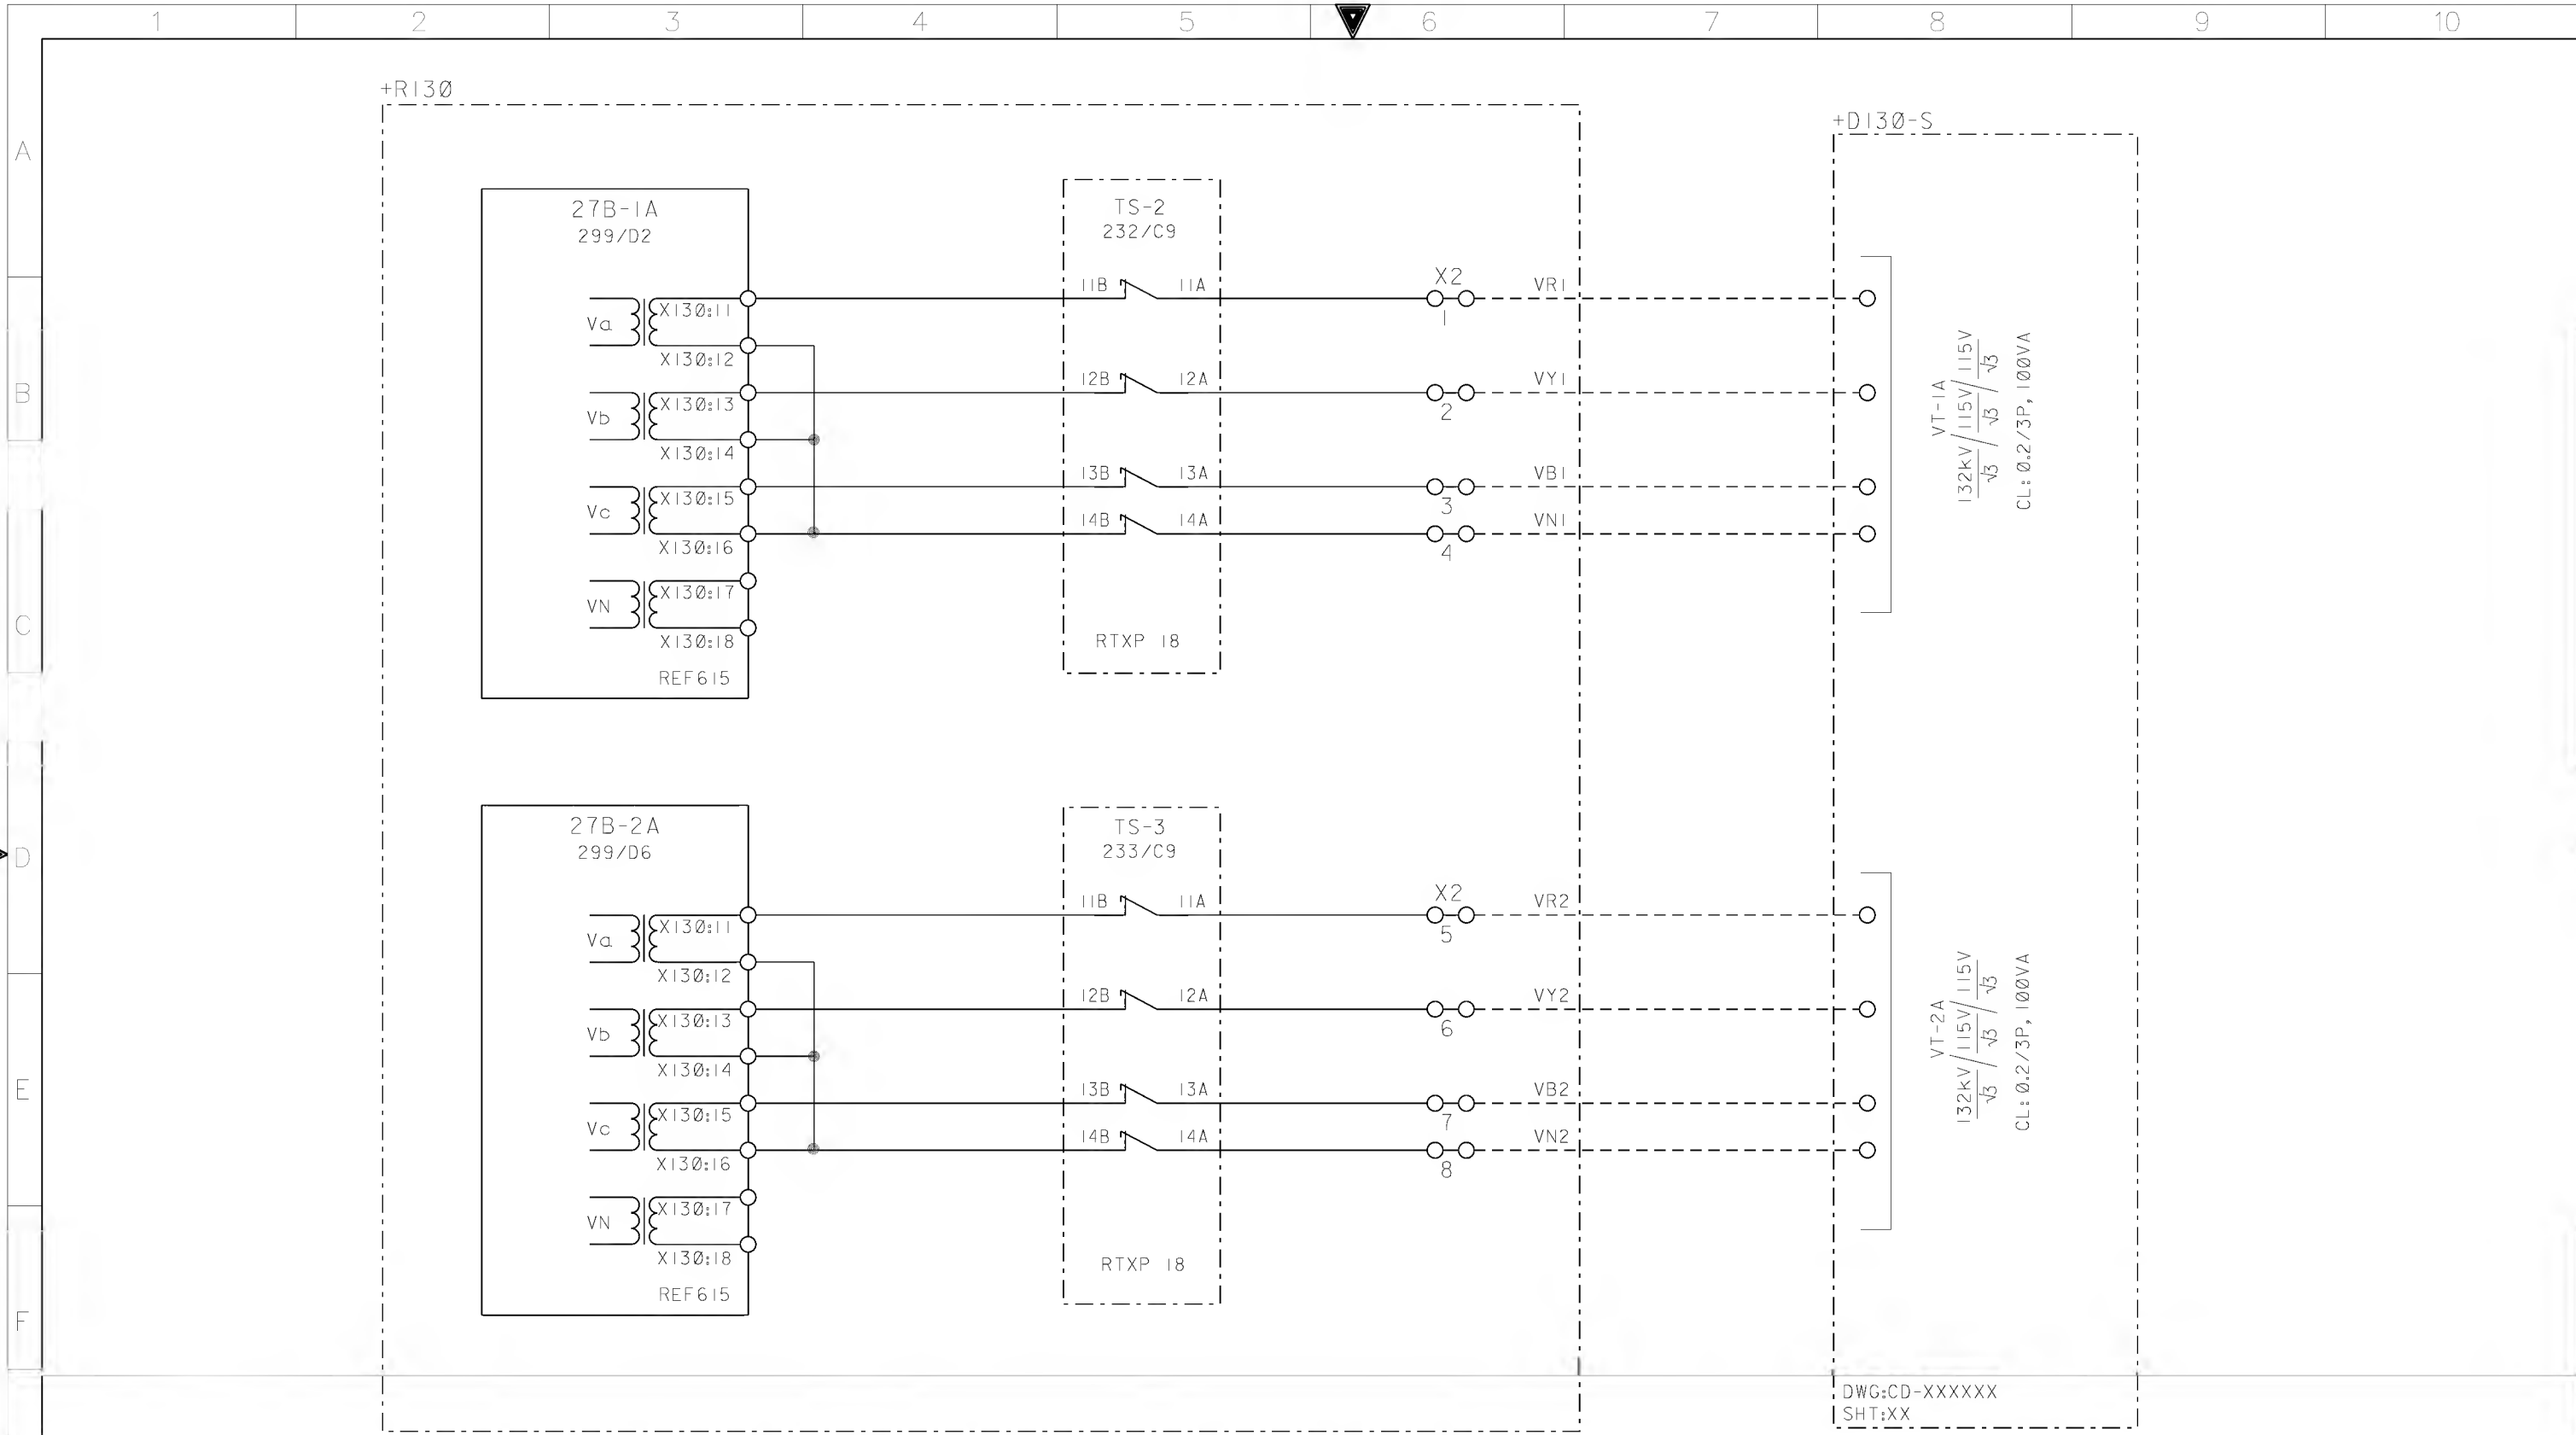 1 2 3 4 5 6 7 8 9 10
A
B
C
D
E
F
+R130
27B-1A
299/D2
Va
X130:11
X130:12
Vb
X130:13
X130:14
Vc
X130:15
X130:16
VN
X130:17
X130:18
REF615
TS-2
232/C9
11B 11A
12B 12A
13B 13A
14B 14A
RTXP 18
X2
1
2
3
4
VR1
VY1
VB1
VN1
+D130-S
VT-1A
132kV/√3 / 115V/√3 / 115V/√3
CL: 0.2/3P, 100VA
27B-2A
299/D6
Va
X130:11
X130:12
Vb
X130:13
X130:14
Vc
X130:15
X130:16
VN
X130:17
X130:18
REF615
TS-3
233/C9
11B 11A
12B 12A
13B 13A
14B 14A
RTXP 18
X2
5
6
7
8
VR2
VY2
VB2
VN2
VT-2A
132kV/√3 / 115V/√3 / 115V/√3
CL: 0.2/3P, 100VA
DWG:CD-XXXXXX
SHT:XX